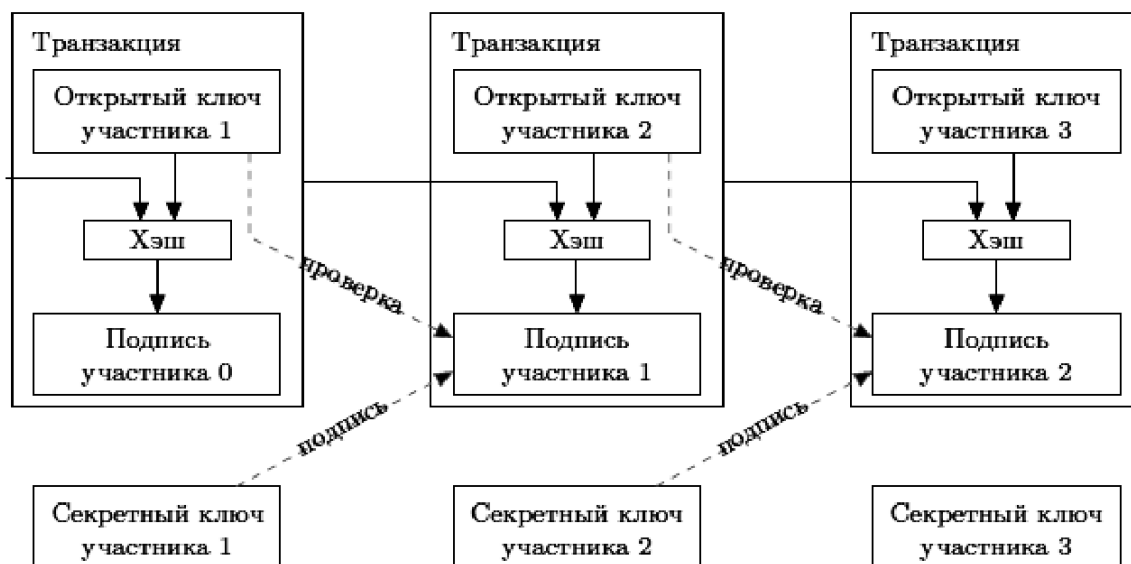 Транзакция
Открытый ключ
участника 1
Хэш
Подпись
участника 0
Транзакция
Открытый ключ
участника 2
Хэш
Подпись
участника 1
Транзакция
Открытый ключ
участника 3
Хэш
Подпись
участника 2
проверка
проверка
подпись
подпись
Секретный ключ
участника 1
Секретный ключ
участника 2
Секретный ключ
участника 3